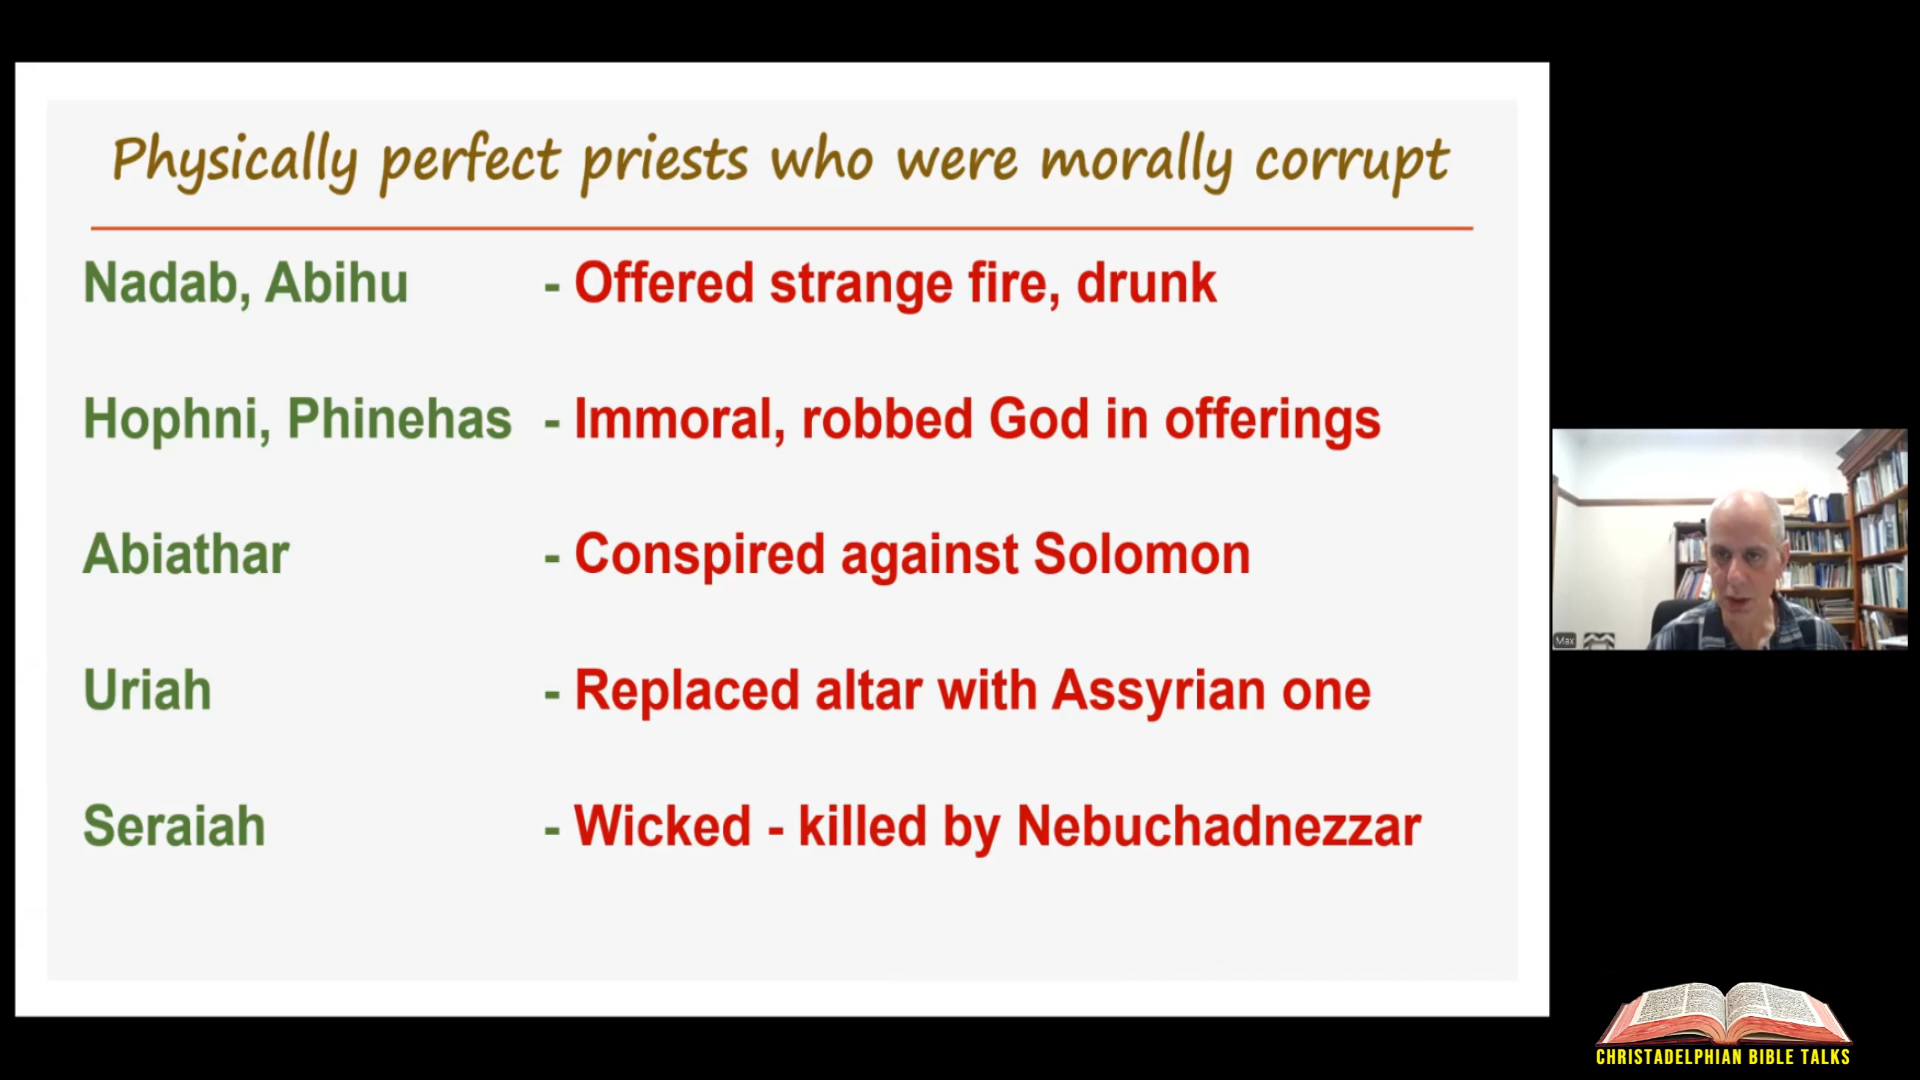 Physically perfect priests who were morally corrupt
Nadab, Abihu - Offered strange fire, drunk
Hophni, Phinehas - Immoral, robbed God in offerings
Abiathar - Conspired against Solomon
Uriah - Replaced altar with Assyrian one
Seraiah - Wicked - killed by Nebuchadnezzar
Max
CHRISTADELPHIAN BIBLE TALKS